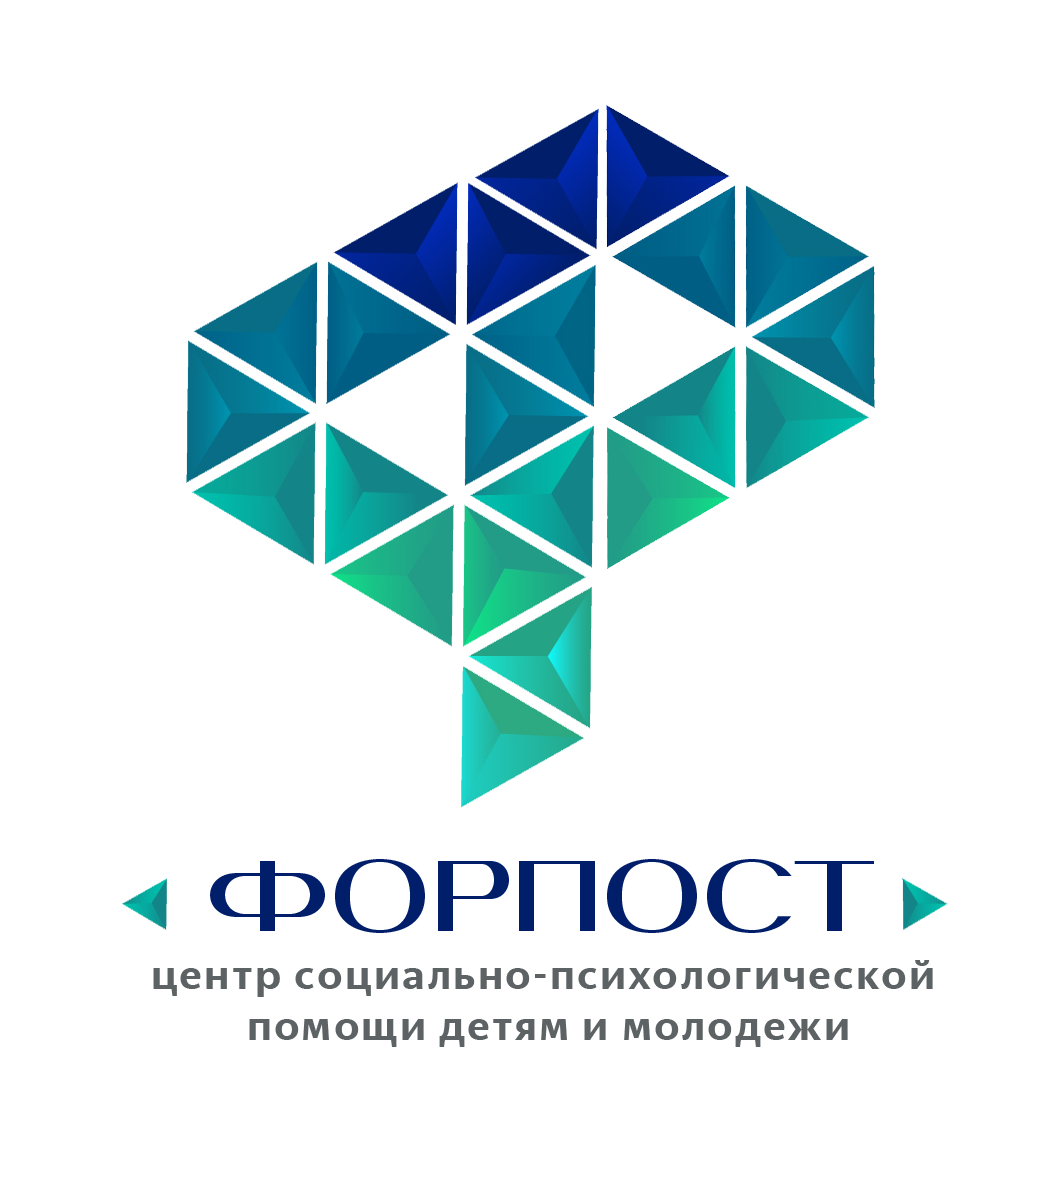 ФОРПОСТ
центр социально-психологической
помощи детям и молодежи